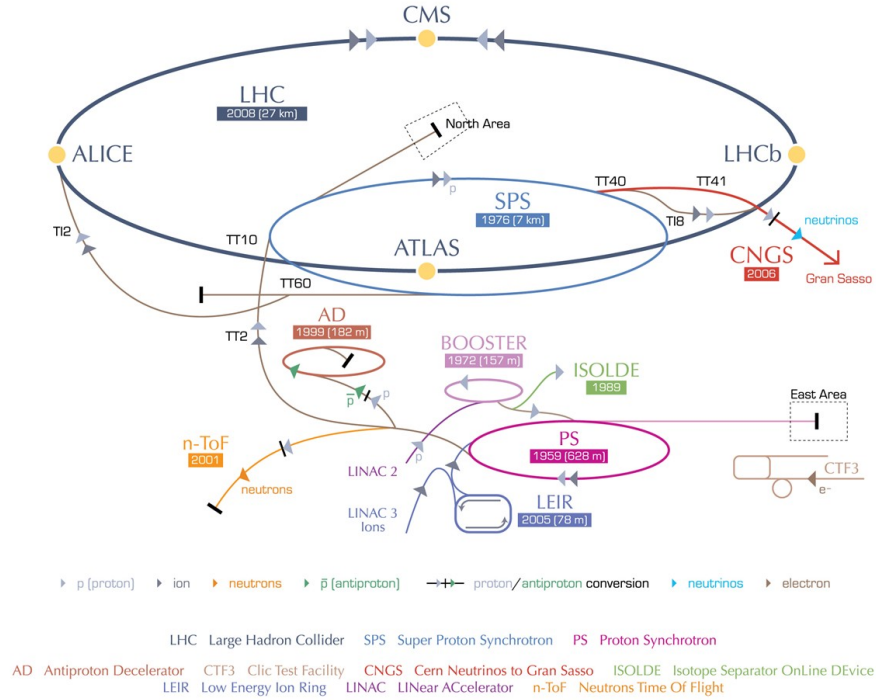 CMS
LHC
2008 (27 km)
North Area
ALICE
LHCb
TT40
TT41
p
SPS
1976 (7 km)
TI8
neutrinos
TI2
TT10
ATLAS
CNGS
2006
Gran Sasso
TT60
AD
1999 (182 m)
TT2
BOOSTER
1972 (157 m)
ISOLDE
1989
p
p̅
East Area
n-ToF
2001
PS
1959 (628 m)
p
LINAC 2
neutrons
CTF3
e-
LEIR
2005 (78 m)
LINAC 3
Ions
p (proton) ion neutrons p̅ (antiproton) proton/antiproton conversion neutrinos electron
LHC Large Hadron Collider SPS Super Proton Synchrotron PS Proton Synchrotron
AD Antiproton Decelerator CTF3 Clic Test Facility CNGS Cern Neutrinos to Gran Sasso ISOLDE Isotope Separator OnLine DEvice
LEIR Low Energy Ion Ring LINAC LINear ACcelerator n-ToF Neutrons Time Of Flight